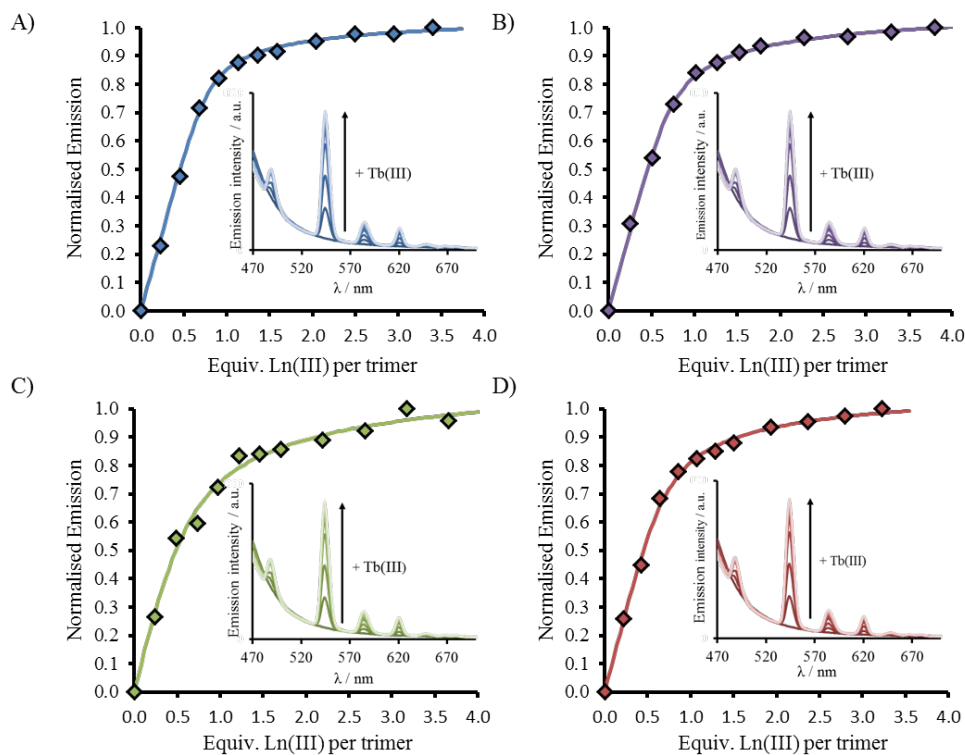 A)
Normalised Emission
1.0
0.9
0.8
0.7
0.6
0.5
0.4
0.3
0.2
0.1
0.0
0.0 0.5 1.0 1.5 2.0 2.5 3.0 3.5 4.0
Equiv. Ln(III) per trimer
Emission intensity / a.u.
+ Tb(III)
470 520 570 620 670
λ / nm
B)
Normalised Emission
1.0
0.9
0.8
0.7
0.6
0.5
0.4
0.3
0.2
0.1
0.0
0.0 0.5 1.0 1.5 2.0 2.5 3.0 3.5 4.0
Equiv. Ln(III) per trimer
Emission intensity / a.u.
+ Tb(III)
470 520 570 620 670
λ / nm
C)
Normalised Emission
1.0
0.9
0.8
0.7
0.6
0.5
0.4
0.3
0.2
0.1
0.0
0.0 0.5 1.0 1.5 2.0 2.5 3.0 3.5 4.0
Equiv. Ln(III) per trimer
Emission intensity / a.u.
+ Tb(III)
470 520 570 620 670
λ / nm
D)
Normalised Emission
1.0
0.9
0.8
0.7
0.6
0.5
0.4
0.3
0.2
0.1
0.0
0.0 0.5 1.0 1.5 2.0 2.5 3.0 3.5 4.0
Equiv. Ln(III) per trimer
Emission intensity / a.u.
+ Tb(III)
470 520 570 620 670
λ / nm